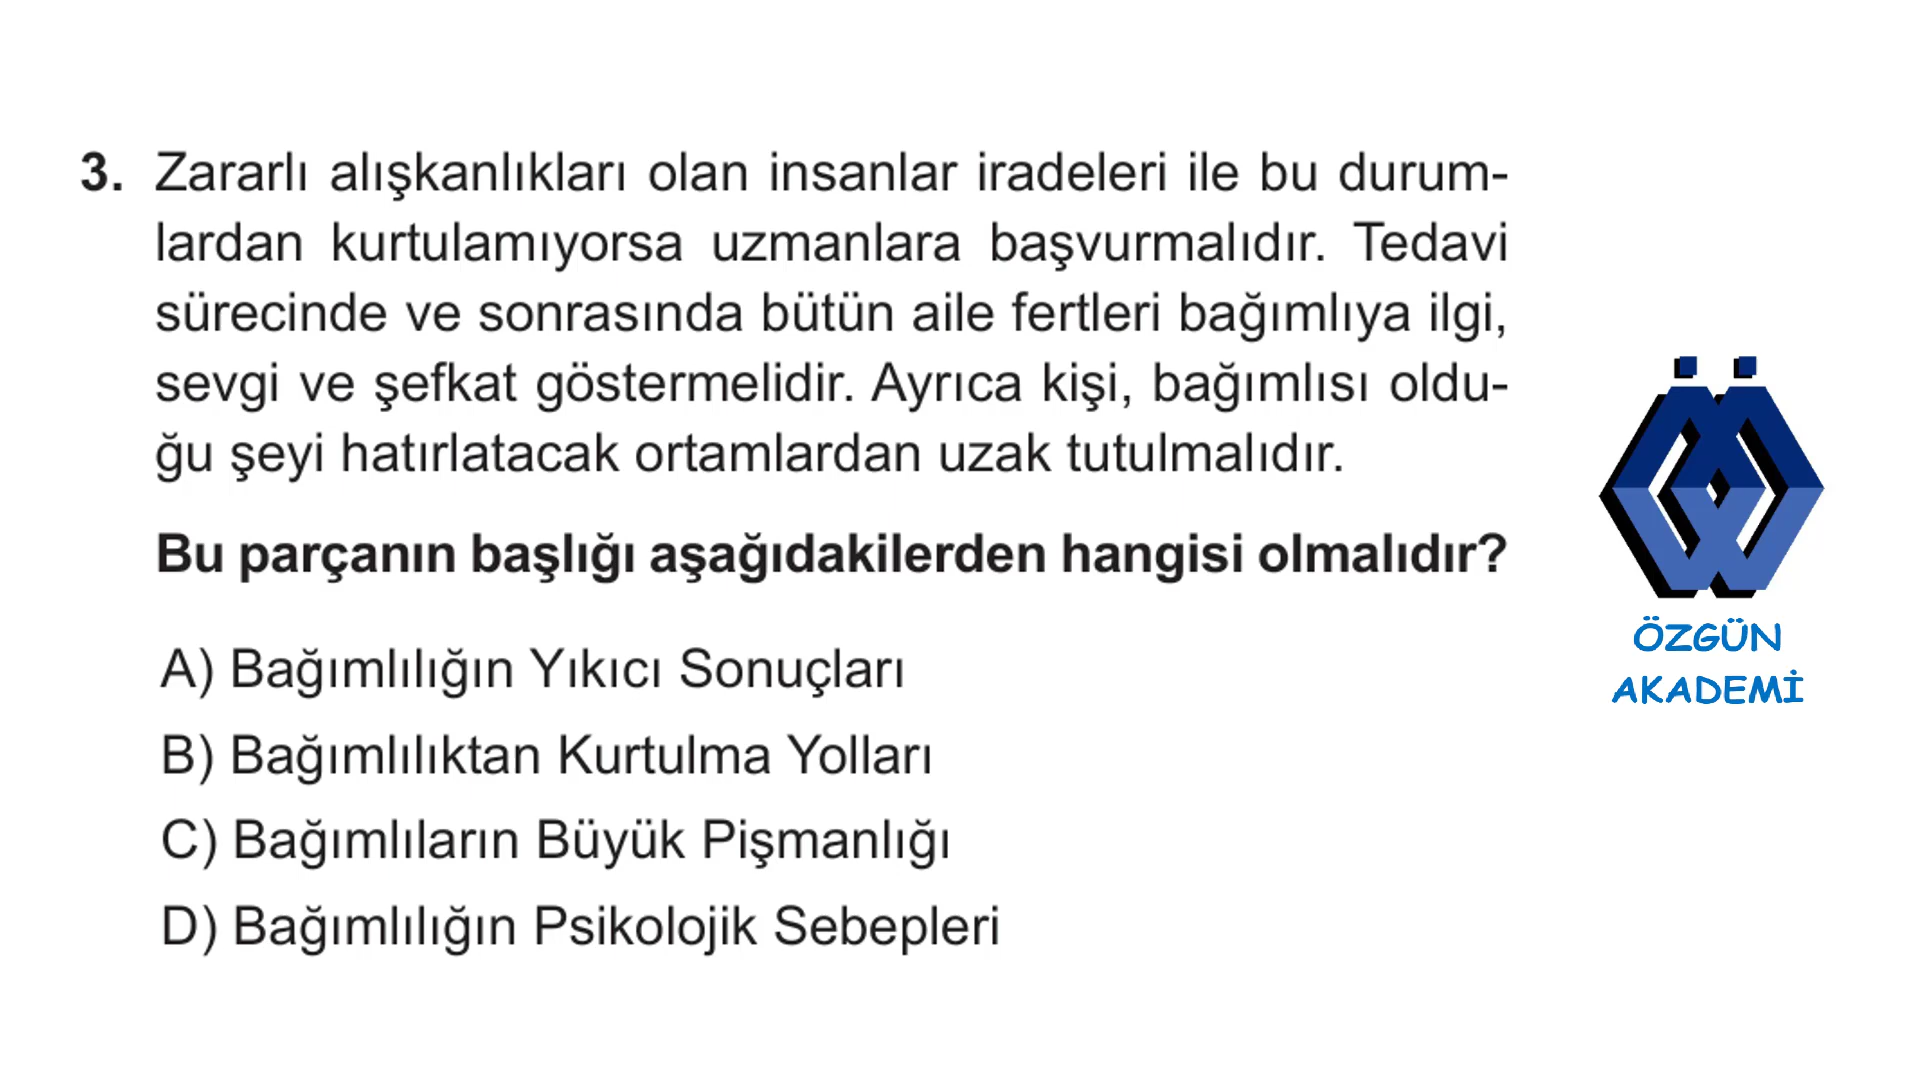 3. Zararlı alışkanlıkları olan insanlar iradeleri ile bu durum-
lardan kurtulamıyorsa uzmanlara başvurmalıdır. Tedavi
sürecinde ve sonrasında bütün aile fertleri bağımlıya ilgi,
sevgi ve şefkat göstermelidir. Ayrıca kişi, bağımlısı oldu-
ğu şeyi hatırlatacak ortamlardan uzak tutulmalıdır.
Bu parçanın başlığı aşağıdakilerden hangisi olmalıdır?
A) Bağımlılığın Yıkıcı Sonuçları
B) Bağımlılıktan Kurtulma Yolları
C) Bağımlıların Büyük Pişmanlığı
D) Bağımlılığın Psikolojik Sebepleri
ÖZGÜN
AKADEMİ